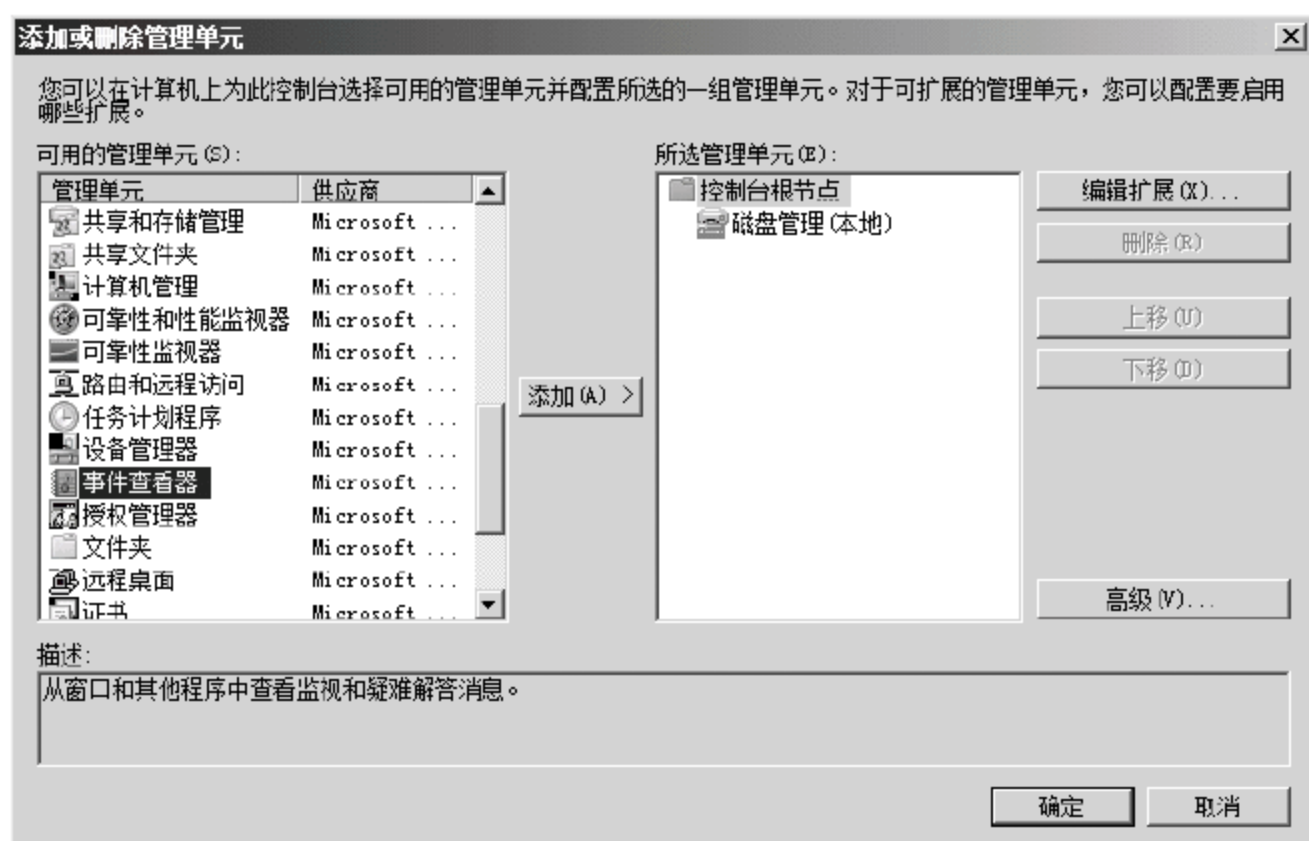 添加或删除管理单元
您可以在计算机上为此控制台选择可用的管理单元并配置所选的一组管理单元。对于可扩展的管理单元，您可以配置要启用
哪些扩展。
可用的管理单元(S):
所选管理单元(E):
管理单元 供应商
共享和存储管理 Microsoft ...
共享文件夹 Microsoft ...
计算机管理 Microsoft ...
可靠性和性能监视器 Microsoft ...
可靠性监视器 Microsoft ...
路由和远程访问 Microsoft ...
任务计划程序 Microsoft ...
设备管理器 Microsoft ...
事件查看器 Microsoft ...
授权管理器 Microsoft ...
文件夹 Microsoft ...
远程桌面 Microsoft ...
证书 Microsoft ...
添加(A) >
控制台根节点
磁盘管理(本地)
编辑扩展(X)...
删除(R)
上移(U)
下移(D)
高级(V)...
描述:
从窗口和其他程序中查看监视和疑难解答消息。
确定 取消